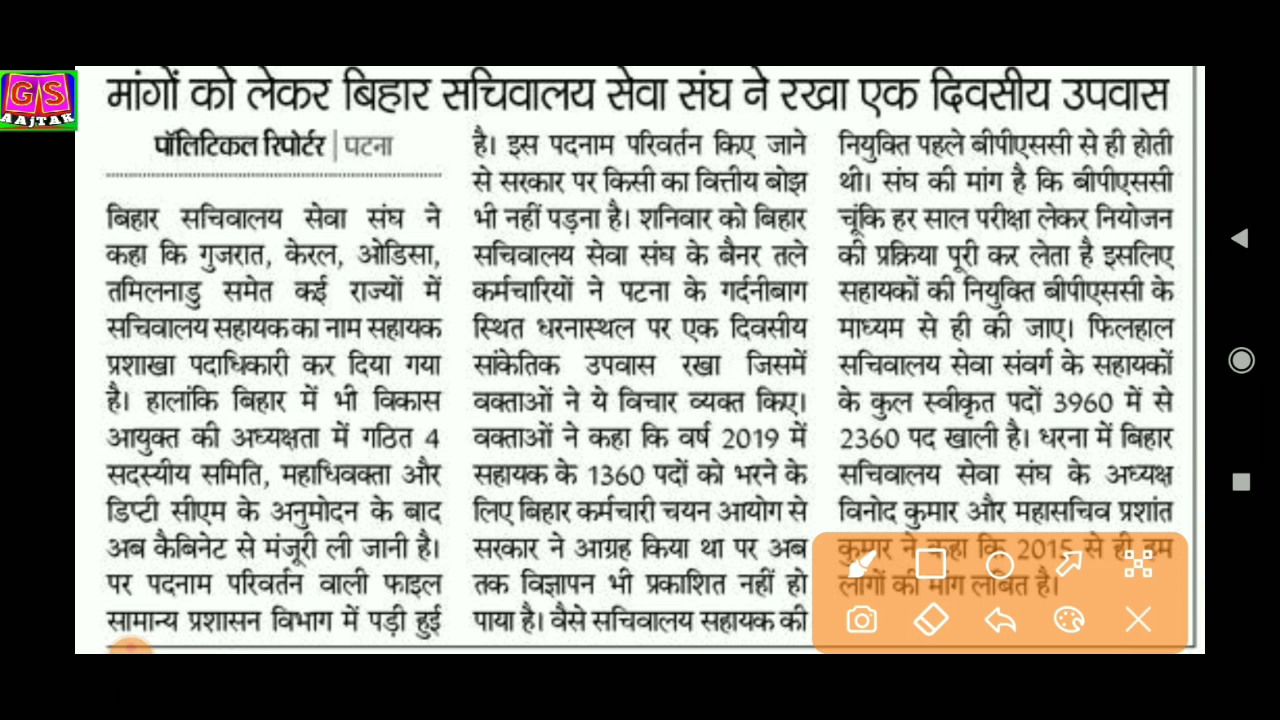 GS
AAjTAK
मांगों को लेकर बिहार सचिवालय सेवा संघ ने रखा एक दिवसीय उपवास
पॉलिटिकल रिपोर्टर | पटना
बिहार सचिवालय सेवा संघ ने
कहा कि गुजरात, केरल, ओडिसा,
तमिलनाडु समेत कई राज्यों में
सचिवालय सहायक का नाम सहायक
प्रशाखा पदाधिकारी कर दिया गया
है। हालांकि बिहार में भी विकास
आयुक्त की अध्यक्षता में गठित 4
सदस्यीय समिति, महाधिवक्ता और
डिप्टी सीएम के अनुमोदन के बाद
अब कैबिनेट से मंजूरी ली जानी है।
पर पदनाम परिवर्तन वाली फाइल
सामान्य प्रशासन विभाग में पड़ी हुई
है। इस पदनाम परिवर्तन किए जाने
से सरकार पर किसी का वित्तीय बोझ
भी नहीं पड़ना है। शनिवार को बिहार
सचिवालय सेवा संघ के बैनर तले
कर्मचारियों ने पटना के गर्दनीबाग
स्थित धरनास्थल पर एक दिवसीय
सांकेतिक उपवास रखा जिसमें
वक्ताओं ने ये विचार व्यक्त किए।
वक्ताओं ने कहा कि वर्ष 2019 में
सहायक के 1360 पदों को भरने के
लिए बिहार कर्मचारी चयन आयोग से
सरकार ने आग्रह किया था पर अब
तक विज्ञापन भी प्रकाशित नहीं हो
पाया है। वैसे सचिवालय सहायक की
नियुक्ति पहले बीपीएससी से ही होती
थी। संघ की मांग है कि बीपीएससी
चूंकि हर साल परीक्षा लेकर नियोजन
की प्रक्रिया पूरी कर लेता है इसलिए
सहायकों की नियुक्ति बीपीएससी के
माध्यम से ही की जाए। फिलहाल
सचिवालय सेवा संवर्ग के सहायकों
के कुल स्वीकृत पदों 3960 में से
2360 पद खाली है। धरना में बिहार
सचिवालय सेवा संघ के अध्यक्ष
विनोद कुमार और महासचिव प्रशांत
कुमार ने कहा कि 2015 से ही हम
लोगों की मांग लंबित है।